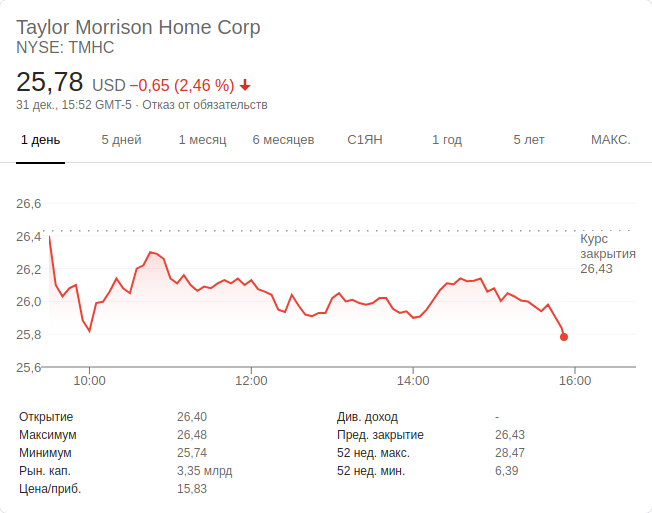 Taylor Morrison Home Corp
NYSE: TMHC
25,78 USD −0,65 (2,46 %)
31 дек., 15:52 GMT-5 · Отказ от обязательств
1 день 5 дней 1 месяц 6 месяцев С1ЯН 1 год 5 лет МАКС.
26,6
26,4
26,2
26,0
25,8
25,6
Курс
закрытия
26,43
10:00 12:00 14:00 16:00
Открытие 26,40 Див. доход -
Максимум 26,48 Пред. закрытие 26,43
Минимум 25,74 52 нед. макс. 28,47
Рын. кап. 3,35 млрд 52 нед. мин. 6,39
Цена/приб. 15,83